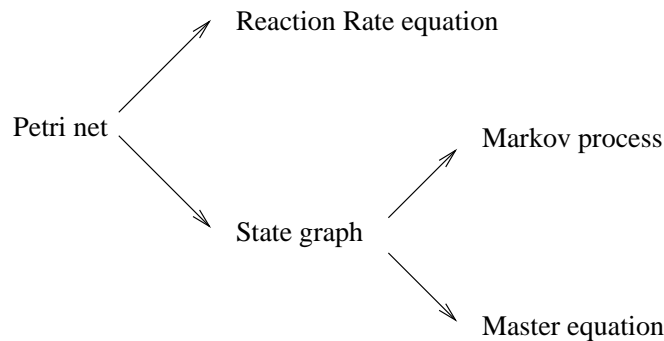 Reaction Rate equation
Petri net
Markov process
State graph
Master equation